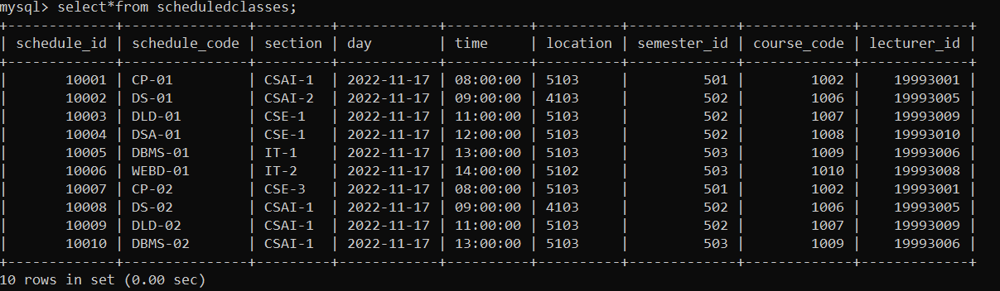 mysql> select*from scheduledclasses;
+-------------+---------------+---------+------------+----------+----------+-------------+-------------+-------------+
| schedule_id | schedule_code | section | day        | time     | location | semester_id | course_code | lecturer_id |
+-------------+---------------+---------+------------+----------+----------+-------------+-------------+-------------+
|       10001 | CP-01         | CSAI-1  | 2022-11-17 | 08:00:00 | 5103     |         501 |        1002 |    19993001 |
|       10002 | DS-01         | CSAI-2  | 2022-11-17 | 09:00:00 | 4103     |         502 |        1006 |    19993005 |
|       10003 | DLD-01        | CSE-1   | 2022-11-17 | 11:00:00 | 5103     |         502 |        1007 |    19993009 |
|       10004 | DSA-01        | CSE-1   | 2022-11-17 | 12:00:00 | 5103     |         502 |        1008 |    19993010 |
|       10005 | DBMS-01       | IT-1    | 2022-11-17 | 13:00:00 | 5103     |         503 |        1009 |    19993006 |
|       10006 | WEBD-01       | IT-2    | 2022-11-17 | 14:00:00 | 5102     |         503 |        1010 |    19993008 |
|       10007 | CP-02         | CSE-3   | 2022-11-17 | 08:00:00 | 5103     |         501 |        1002 |    19993001 |
|       10008 | DS-02         | CSAI-1  | 2022-11-17 | 09:00:00 | 4103     |         502 |        1006 |    19993005 |
|       10009 | DLD-02        | CSAI-1  | 2022-11-17 | 11:00:00 | 5103     |         502 |        1007 |    19993009 |
|       10010 | DBMS-02       | CSAI-1  | 2022-11-17 | 13:00:00 | 5103     |         503 |        1009 |    19993006 |
+-------------+---------------+---------+------------+----------+----------+-------------+-------------+-------------+
10 rows in set (0.00 sec)